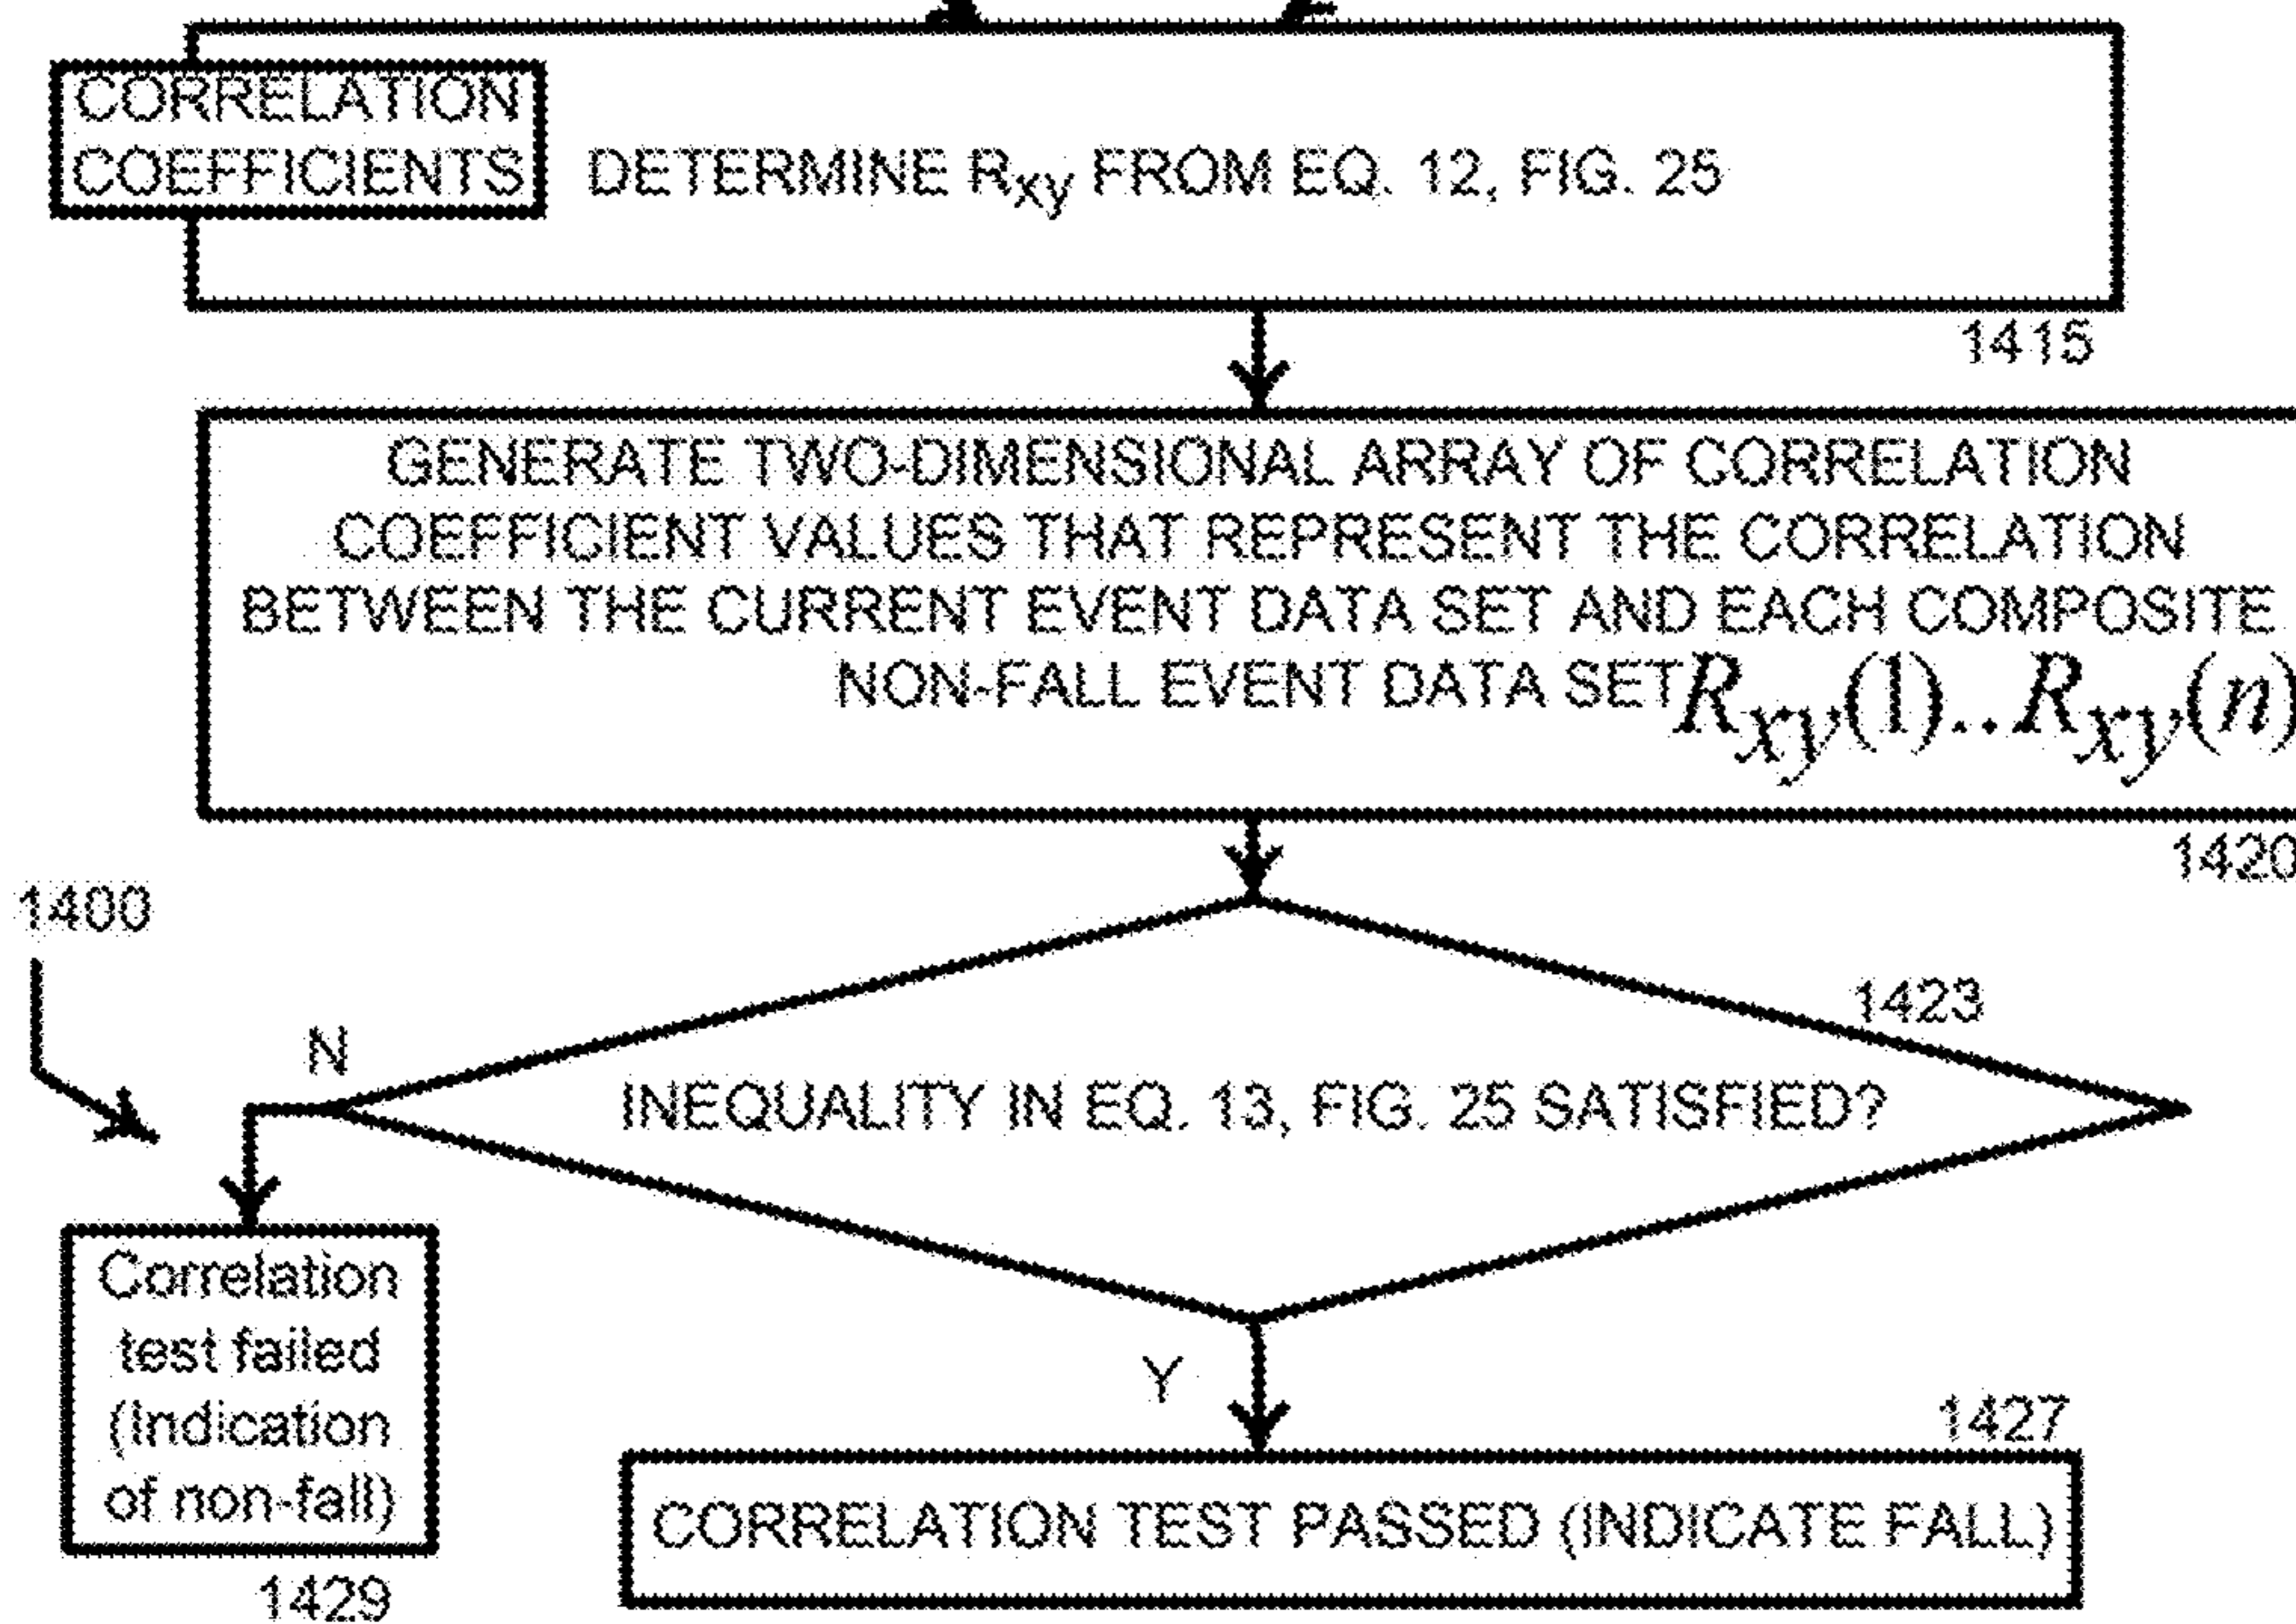 CORRELATION
COEFFICIENTS
DETERMINE Rxy FROM EQ. 12, FIG. 25
1415
GENERATE TWO-DIMENSIONAL ARRAY OF CORRELATION
COEFFICIENT VALUES THAT REPRESENT THE CORRELATION
BETWEEN THE CURRENT EVENT DATA SET AND EACH COMPOSITE
NON-FALL EVENT DATA SET Rxy(1)..Rxy(n)
1420
1400
1423
N
INEQUALITY IN EQ. 13, FIG. 25 SATISFIED?
Correlation
test failed
(Indication
of non-fall)
1429
Y
1427
CORRELATION TEST PASSED (INDICATE FALL)